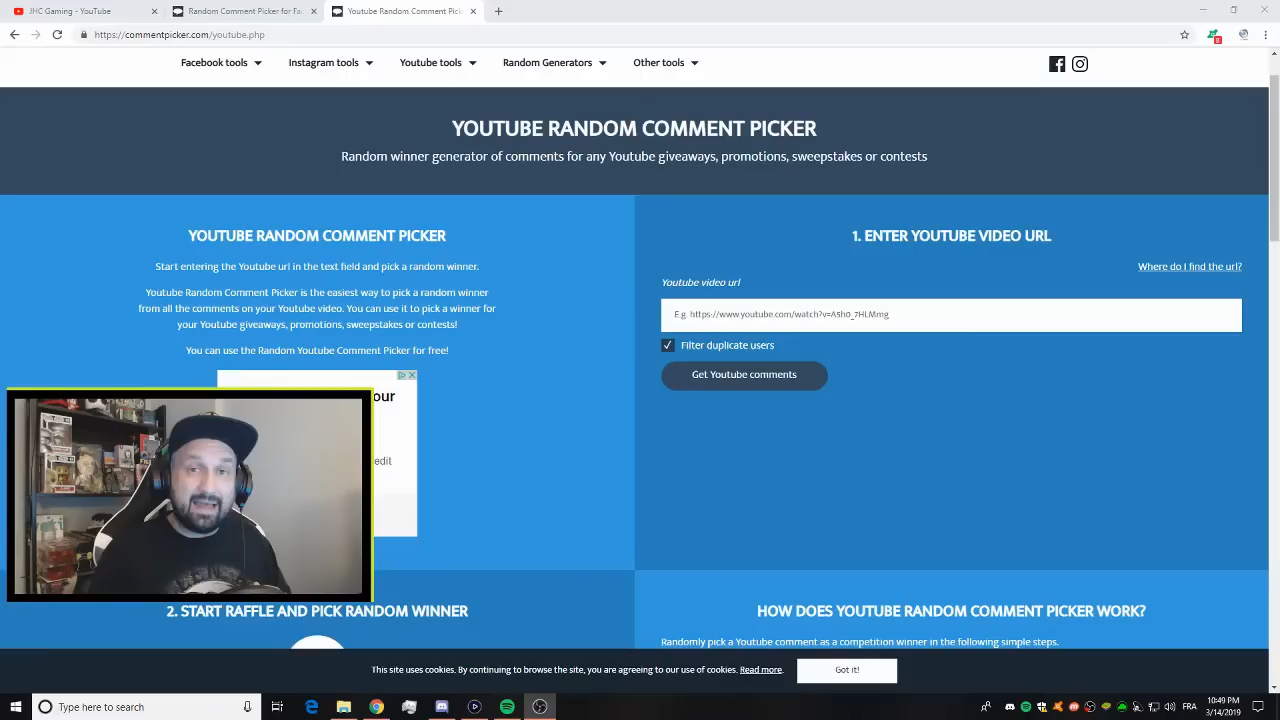 JHC Gaming - YouTube
Random Comment Picker for Fa
Random Youtube Comment Pick
https://commentpicker.com/youtube.php
8
Facebook tools
Instagram tools
Youtube tools
Random Generators
Other tools
YOUTUBE RANDOM COMMENT PICKER
Random winner generator of comments for any Youtube giveaways, promotions, sweepstakes or contests
YOUTUBE RANDOM COMMENT PICKER
Start entering the Youtube url in the text field and pick a random winner.
Youtube Random Comment Picker is the easiest way to pick a random winner
from all the comments on your Youtube video. You can use it to pick a winner for
your Youtube giveaways, promotions, sweepstakes or contests!
You can use the Random Youtube Comment Picker for free!
our
edit
1. ENTER YOUTUBE VIDEO URL
Where do I find the url?
Youtube video url
E.g. https://www.youtube.com/watch?v=A5h0_7HLMmg
Filter duplicate users
Get Youtube comments
2. START RAFFLE AND PICK RANDOM WINNER
HOW DOES YOUTUBE RANDOM COMMENT PICKER WORK?
Randomly pick a Youtube comment as a competition winner in the following simple steps.
This site uses cookies. By continuing to browse the site, you are agreeing to our use of cookies. Read more.
Got it!
Type here to search
FRA
10:49 PM
3/14/2019